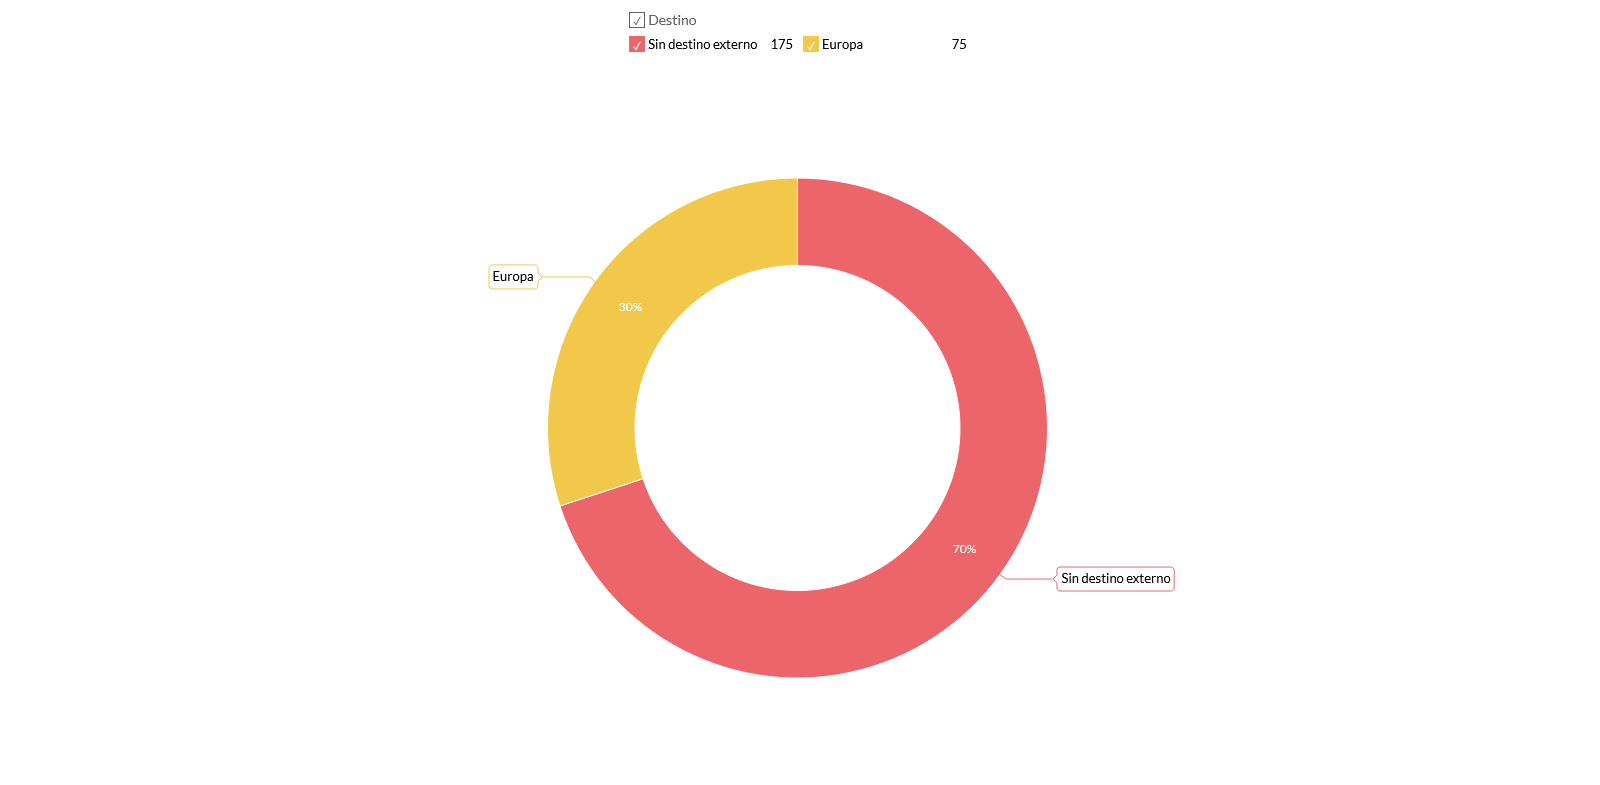 Destino
Sin destino externo 175 Europa 75
Europa
30%
70%
Sin destino externo